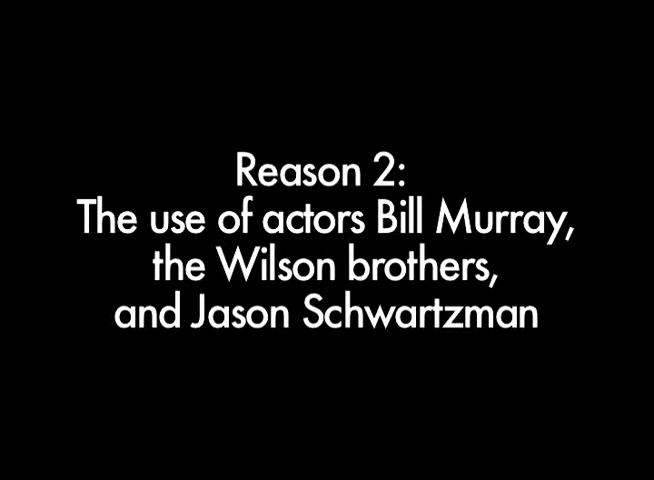 Reason 2:
The use of actors Bill Murray,
the Wilson brothers,
and Jason Schwartzman